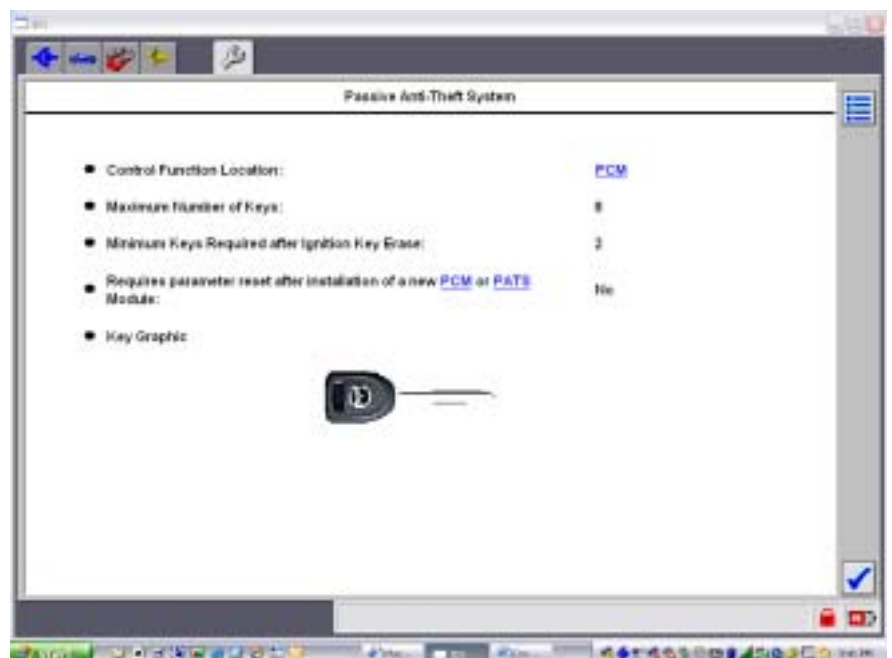 Passive Anti-Theft System
Control Function Location: PCM
Maximum Number of Keys: 8
Minimum Keys Required after Ignition Key Erase: 2
Requires parameter reset after installation of a new PCM or PATS
Module: No
Key Graphic